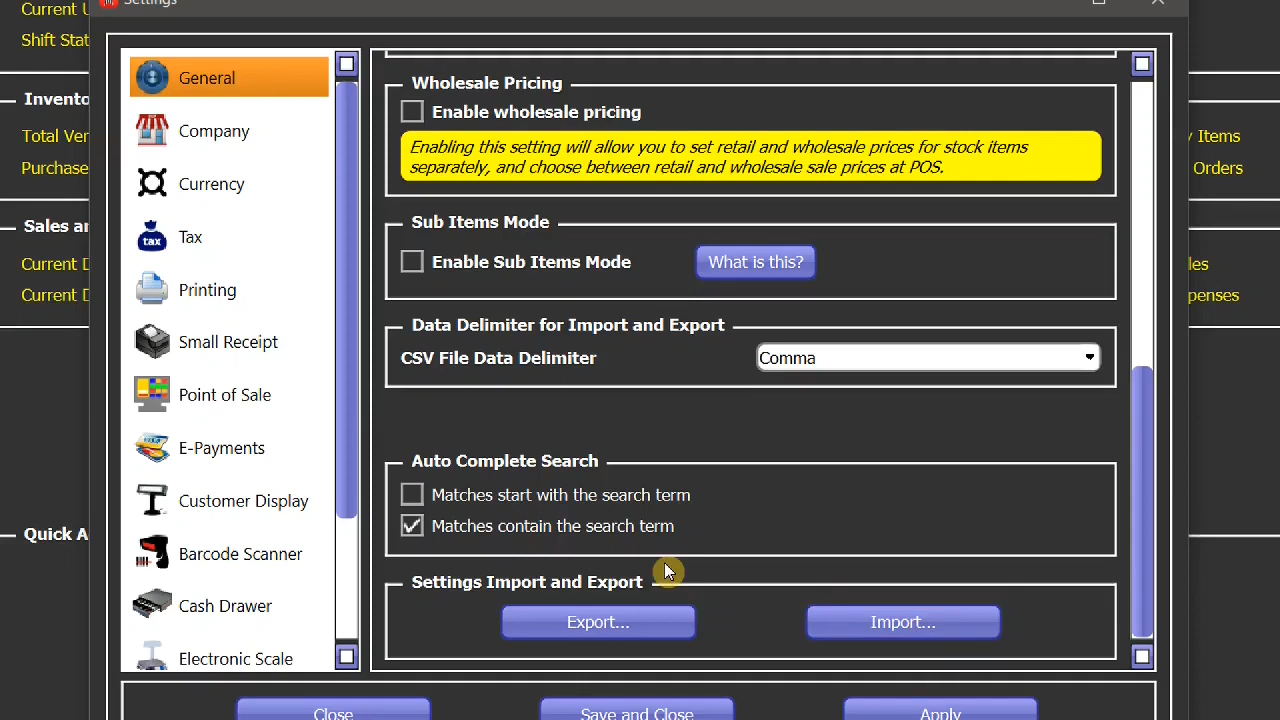 Settings
Current U
Shift Stat
Invento
Total Ver
Purchase
Sales an
Current D
Current D
Quick A
General
Company
Currency
tax
Tax
Printing
Small Receipt
Point of Sale
E-Payments
Customer Display
Barcode Scanner
Cash Drawer
Electronic Scale
Wholesale Pricing
Enable wholesale pricing
Enabling this setting will allow you to set retail and wholesale prices for stock items
separately, and choose between retail and wholesale sale prices at POS.
Sub Items Mode
Enable Sub Items Mode
What is this?
Data Delimiter for Import and Export
CSV File Data Delimiter
Comma
Auto Complete Search
Matches start with the search term
Matches contain the search term
Settings Import and Export
Export...
Import...
Close
Save and Close
Apply
y Items
Orders
les
penses